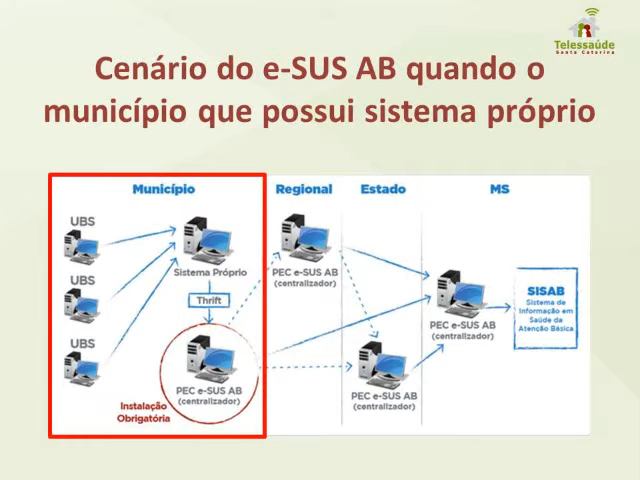 Telessaúde
Santa Catarina
Cenário do e-SUS AB quando o
município que possui sistema próprio
Município
Regional
Estado
MS
UBS
UBS
UBS
Sistema Próprio
Thrift
PEC e-SUS AB
(centralizador)
Instalação
Obrigatória
PEC e-SUS AB
(centralizador)
PEC e-SUS AB
(centralizador)
PEC e-SUS AB
(centralizador)
SISAB
Sistema de
Informação em
Saúde da
Atenção Básica